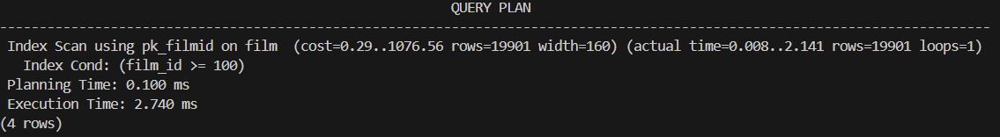 QUERY PLAN
-----------------------------------------------------------------------------------------------------------------------------
Index Scan using pk_filmid on film  (cost=0.29..1076.56 rows=19901 width=160) (actual time=0.008..2.141 rows=19901 loops=1)
Index Cond: (film_id >= 100)
Planning Time: 0.100 ms
Execution Time: 2.740 ms
(4 rows)